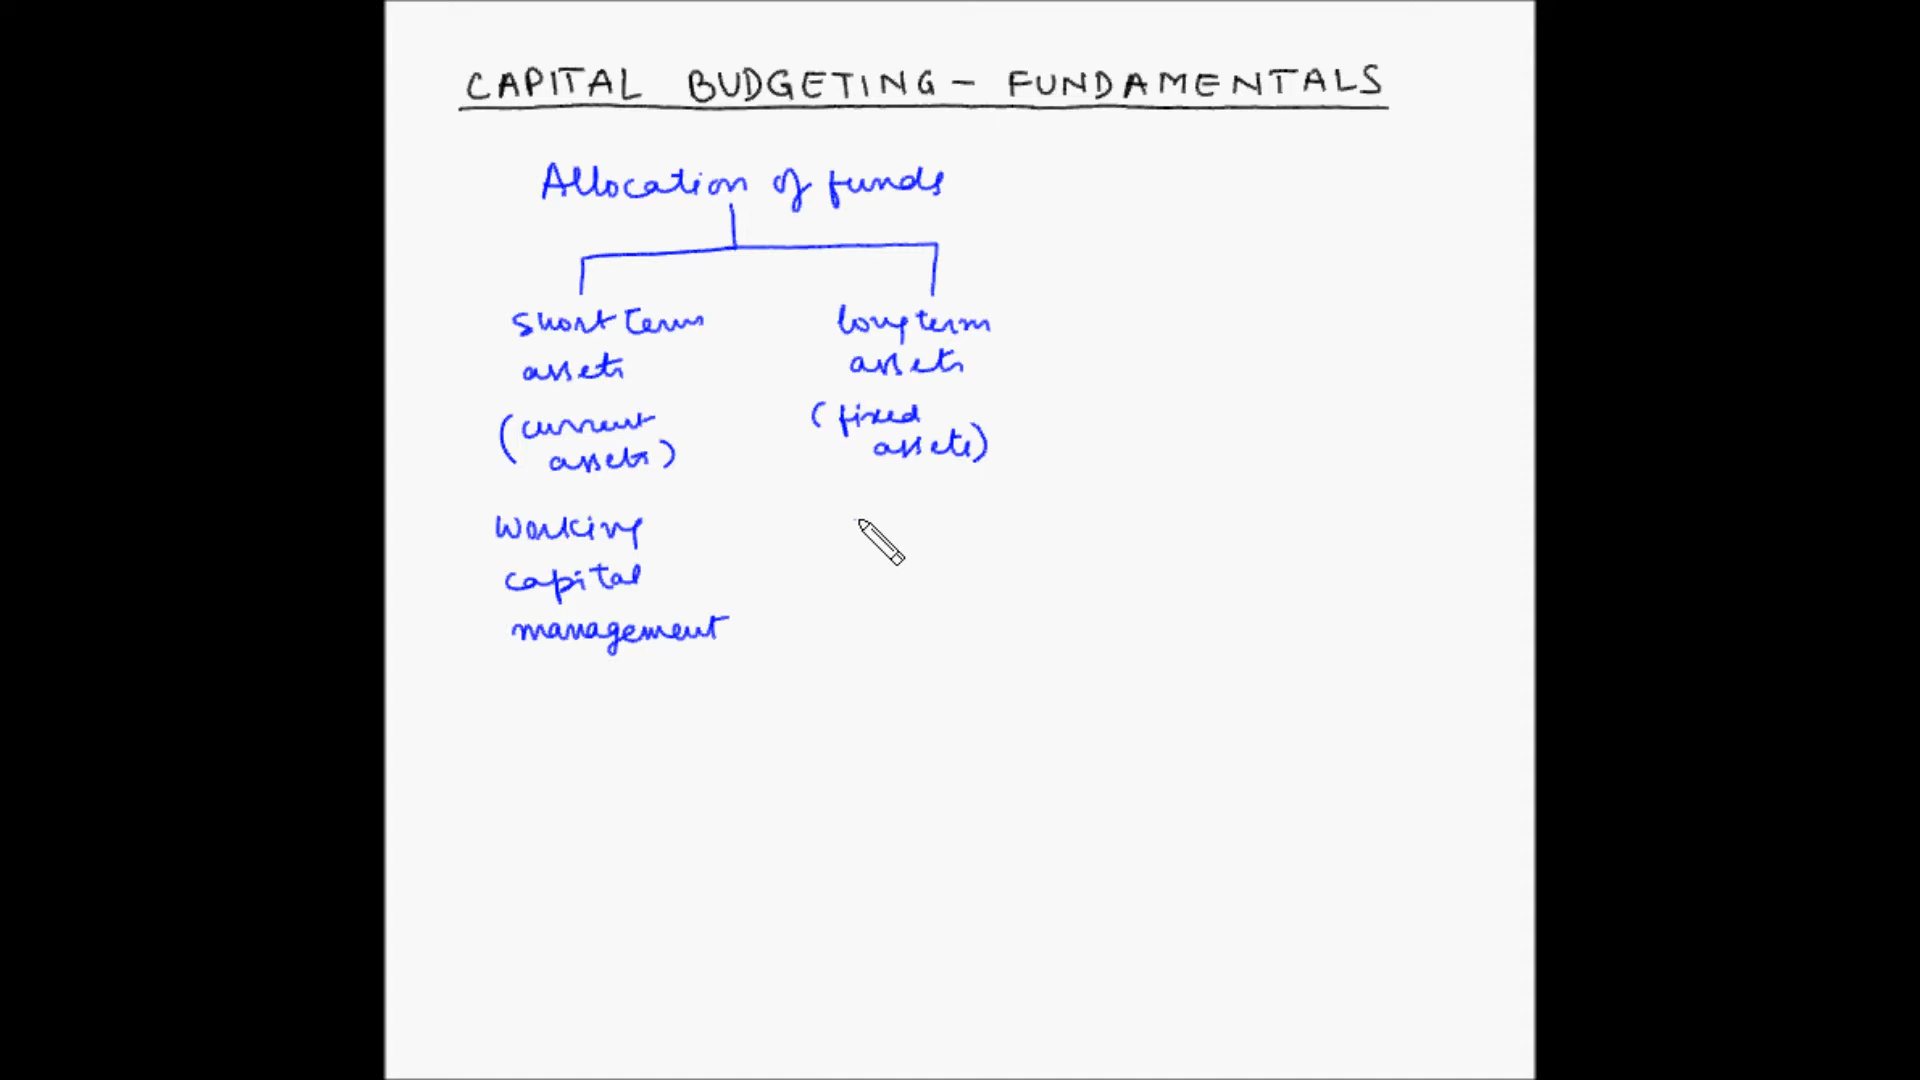 CAPITAL BUDGETING - FUNDAMENTALS
Allocation of funds
Short term
assets
(current
assets)
Working
capital
management
long term
assets
(fixed
assets)